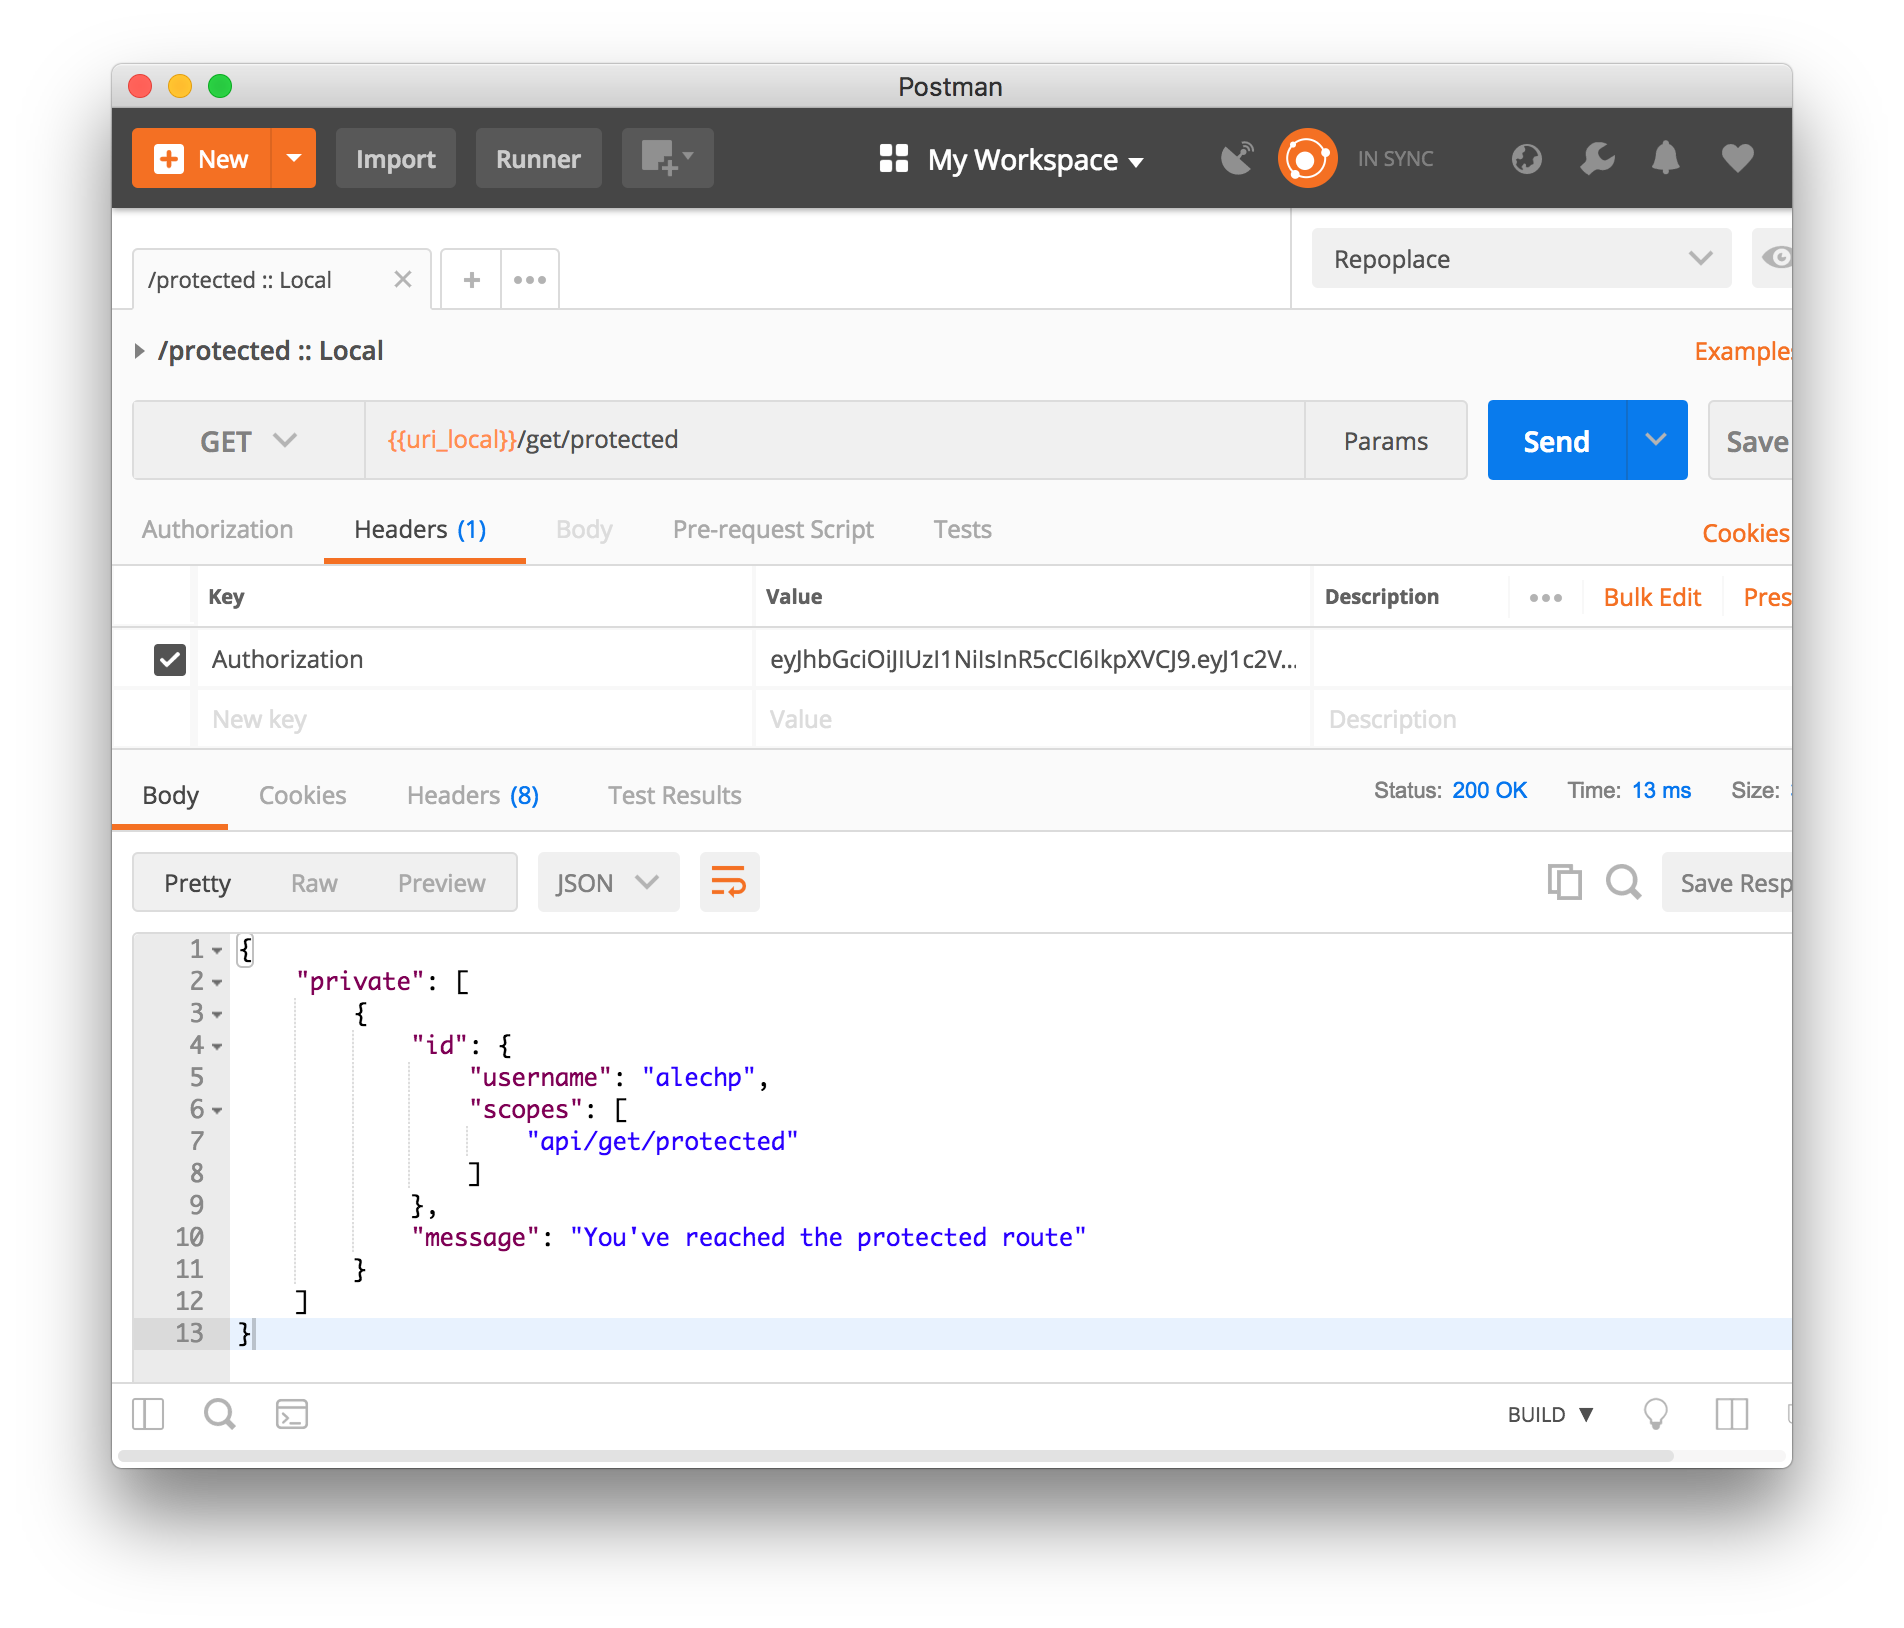 Postman
New
Import
Runner
My Workspace
IN SYNC
/protected :: Local
Repoplace
/protected :: Local
Examples
GET
{{uri_local}}/get/protected
Params
Send
Save
Authorization
Headers (1)
Body
Pre-request Script
Tests
Cookies
Key
Value
Description
Bulk Edit
Pres
Authorization
eyJhbGciOiJIUzI1NiIsInR5cCI6IkpXVCJ9.eyJ1c2V...
New key
Value
Description
Body
Cookies
Headers (8)
Test Results
Status: 200 OK
Time: 13 ms
Size:
Pretty
Raw
Preview
JSON
Save Resp
1 {
2 "private": [
3 {
4 "id": {
5 "username": "alechp",
6 "scopes": [
7 "api/get/protected"
8 ]
9 },
10 "message": "You've reached the protected route"
11 }
12 ]
13 }
BUILD